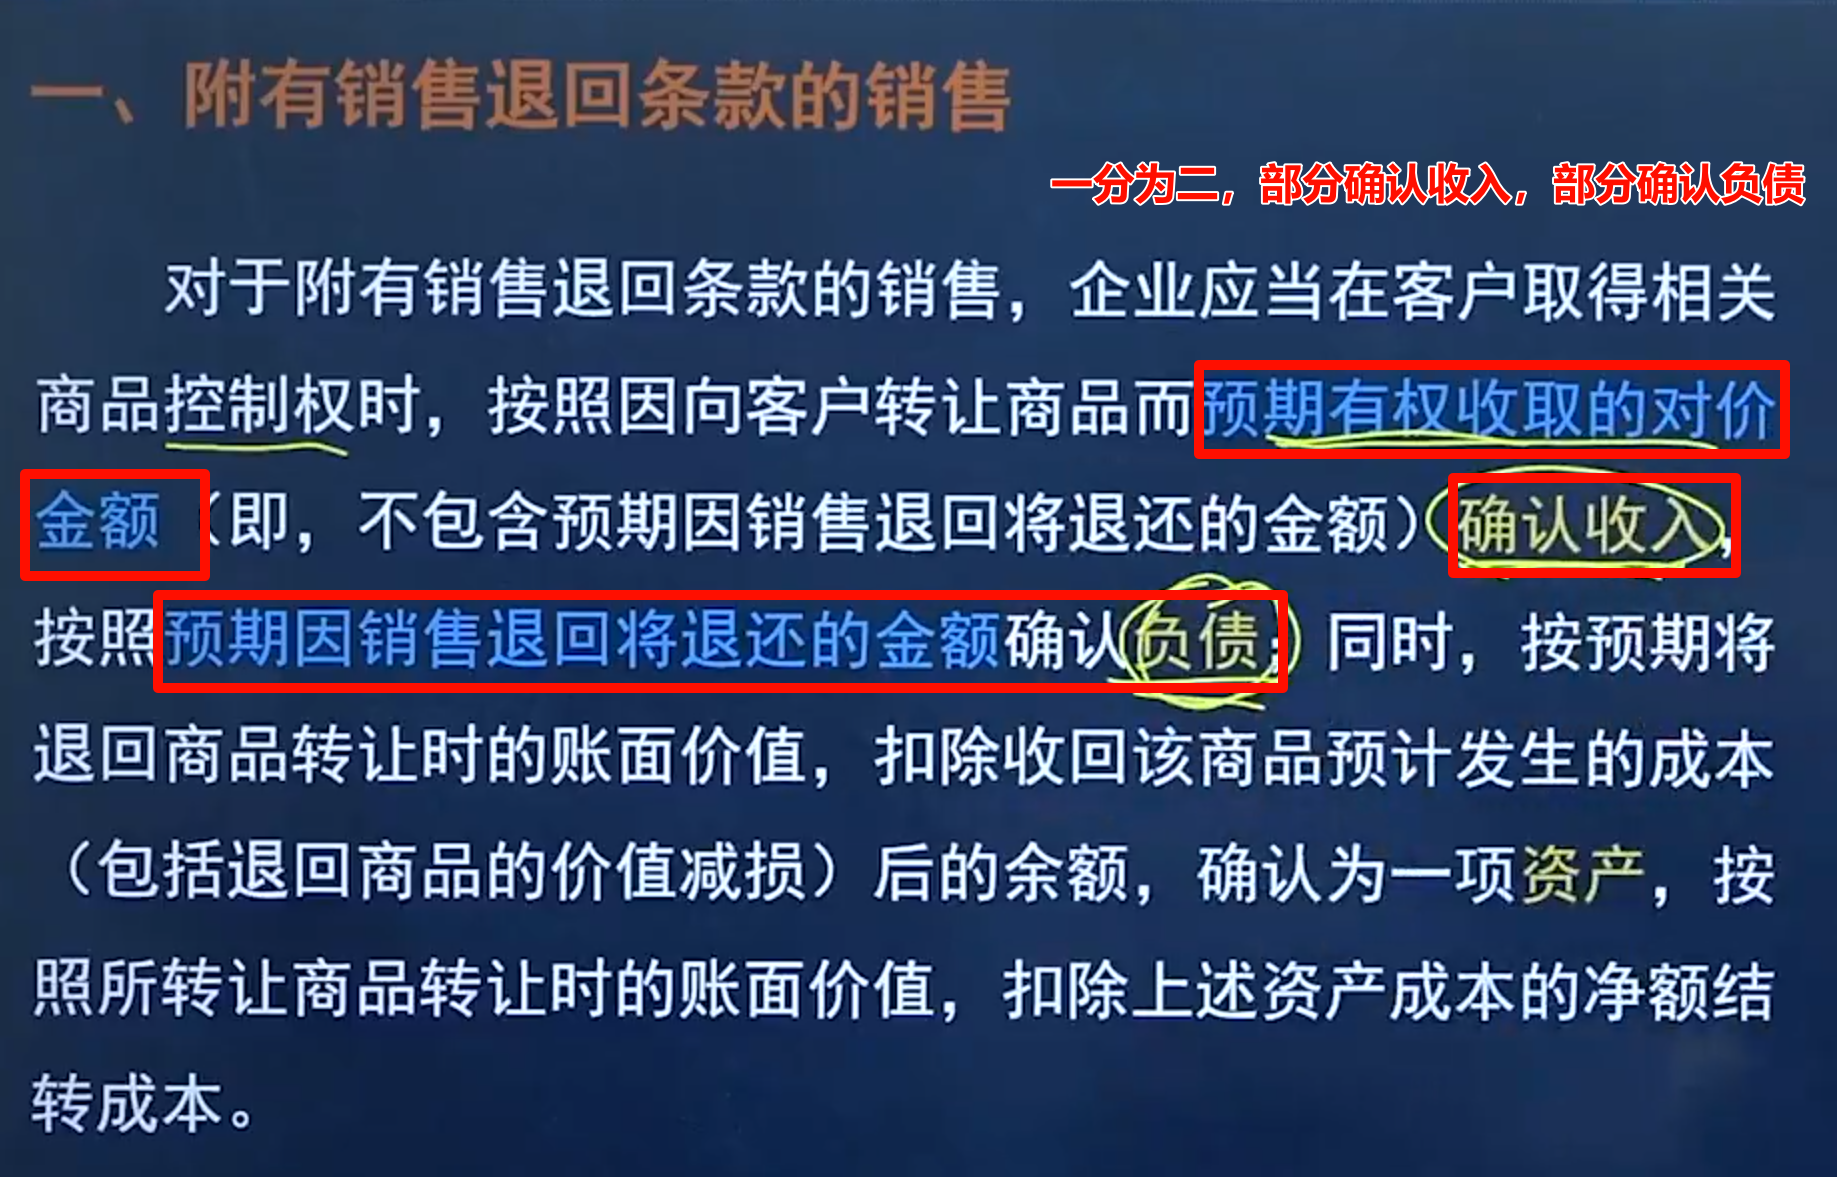 一、附有销售退回条款的销售
一分为二，部分确认收入，部分确认负债
对于附有销售退回条款的销售，企业应当在客户取得相关
商品控制权时，按照因向客户转让商品而预期有权收取的对价
金额（即，不包含预期因销售退回将退还的金额）确认收入，
按照预期因销售退回将退还的金额确认负债；同时，按预期将
退回商品转让时的账面价值，扣除收回该商品预计发生的成本
（包括退回商品的价值减损）后的余额，确认为一项资产，按
照所转让商品转让时的账面价值，扣除上述资产成本的净额结
转成本。